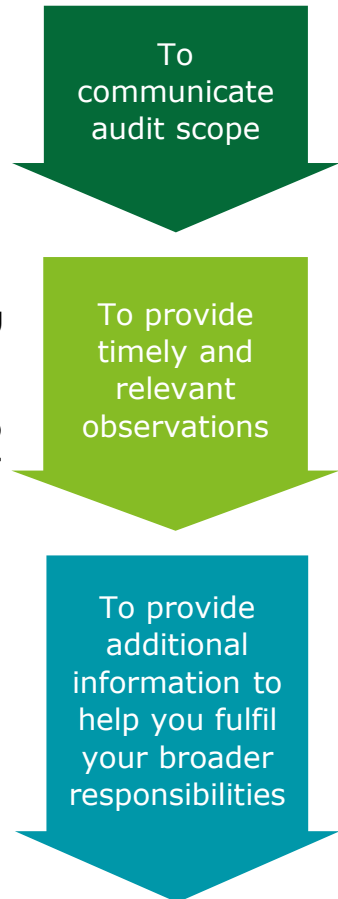 To
communicate
audit scope
To provide
timely and
relevant
observations
To provide
additional
information to
help you fulfil
your broader
responsibilities